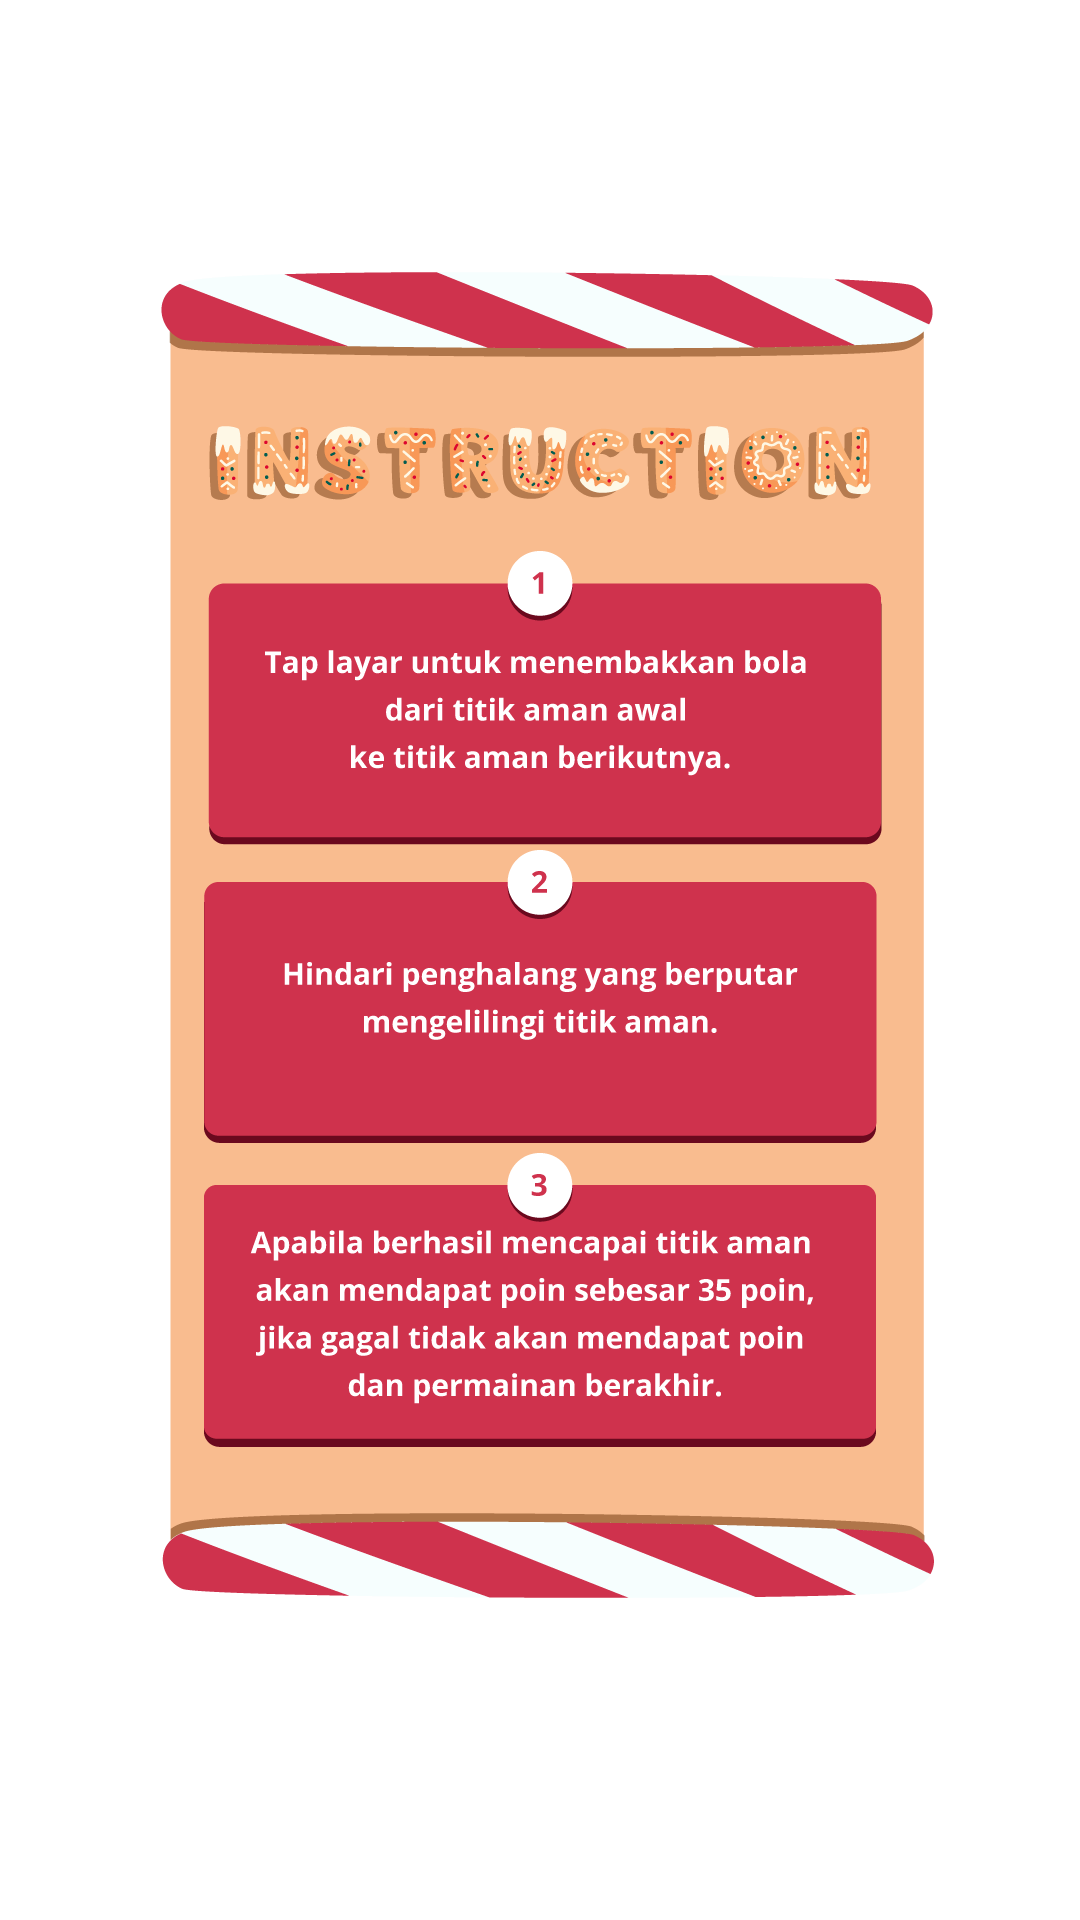 INSTRUCTION
1
Tap layar untuk menembakkan bola
dari titik aman awal
ke titik aman berikutnya.
2
Hindari penghalang yang berputar
mengelilingi titik aman.
3
Apabila berhasil mencapai titik aman
akan mendapat poin sebesar 35 poin,
jika gagal tidak akan mendapat poin
dan permainan berakhir.